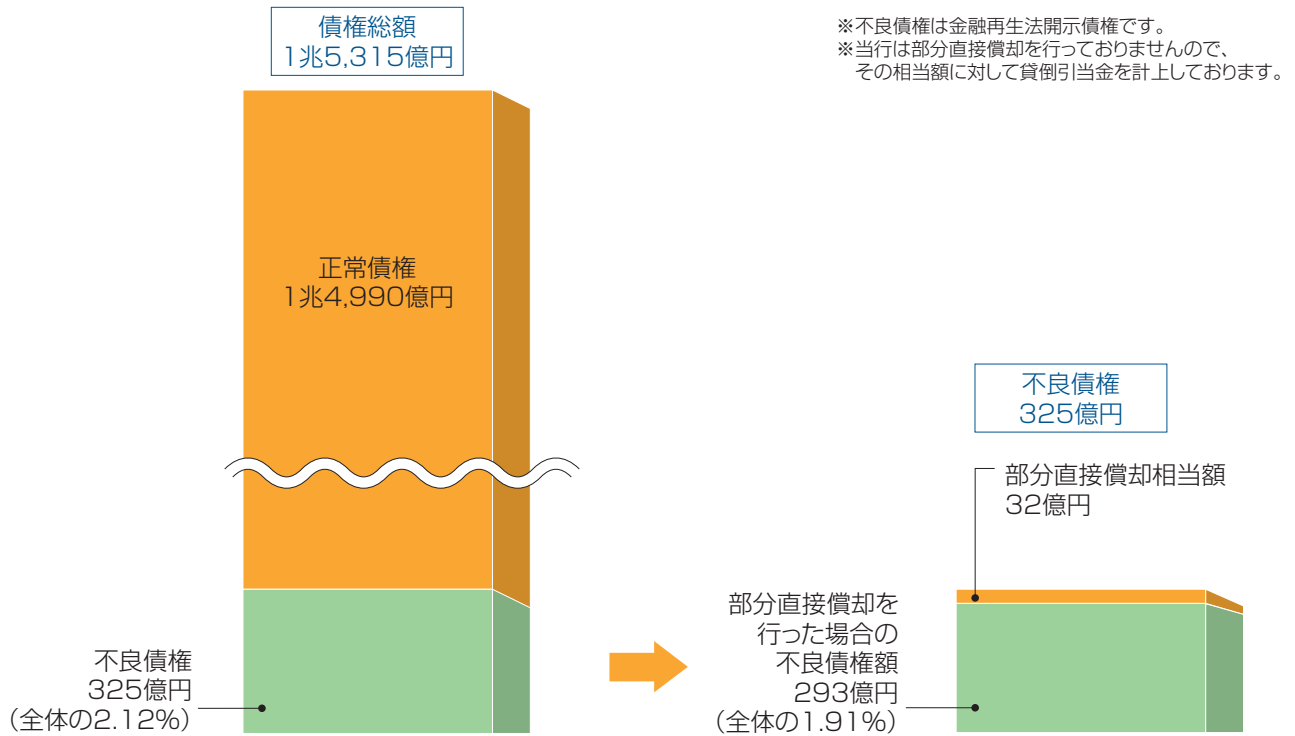 債権総額
1兆5,315億円
※不良債権は金融再生法開示債権です。
※当行は部分直接償却を行っておりませんので、
その相当額に対して貸倒引当金を計上しております。
正常債権
1兆4,990億円
不良債権
325億円
(全体の2.12%)
不良債権
325億円
部分直接償却相当額
32億円
部分直接償却を
行った場合の
不良債権額
293億円
(全体の1.91%)